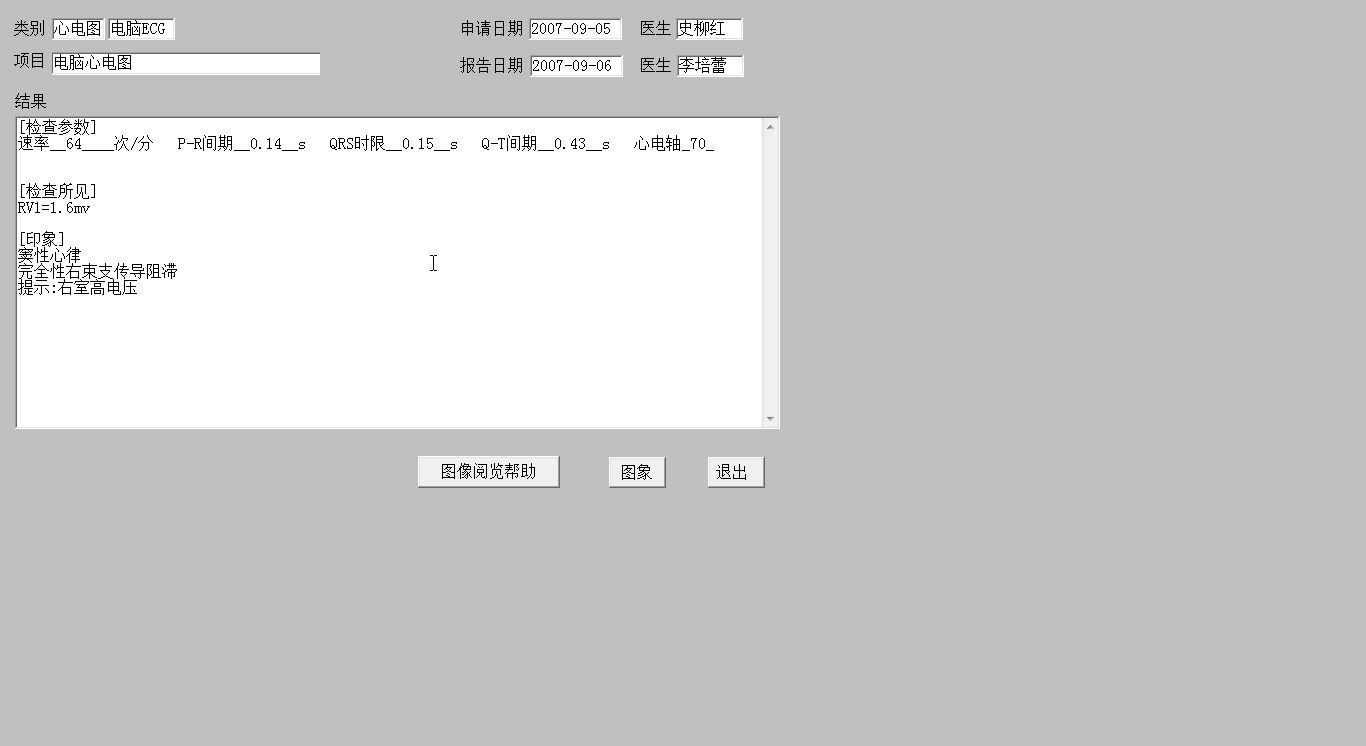 类别 心电图 电脑ECG 申请日期 2007-09-05 医生 史柳红
项目 电脑心电图 报告日期 2007-09-06 医生 李培蕾
结果
[检查参数]
速率__64____次/分 P-R间期__0.14__s QRS时限__0.15__s Q-T间期__0.43__s 心电轴_70_
[检查所见]
RV1=1.6mv
[印象]
窦性心律
完全性右束支传导阻滞
提示:右室高电压
图像阅览帮助 图象 退出